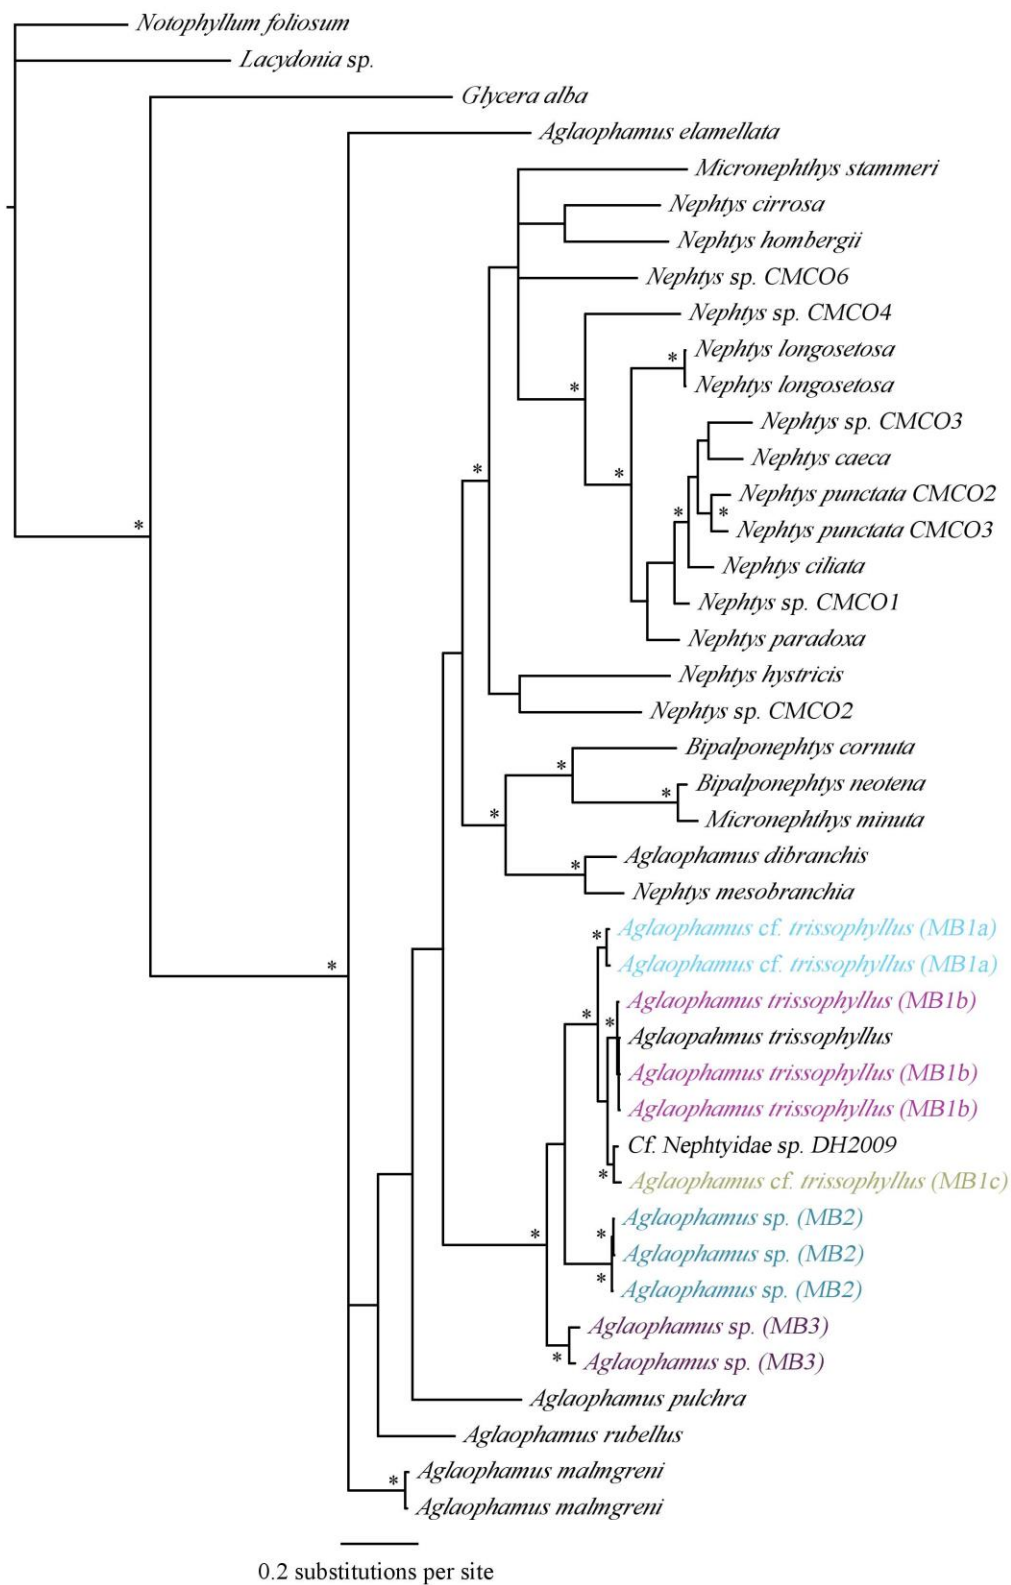 Notophyllum foliosum
Lacydonia sp.
Glycera alba
Aglaophamus elamellata
Micronephthys stammeri
Nephtys cirrosa
Nephtys hombergii
Nephtys sp. CMCO6
Nephtys sp. CMCO4
* Nephtys longosetosa
* Nephtys longosetosa
Nephtys sp. CMCO3
* Nephtys caeca
Nephtys punctata CMCO2
* * Nephtys punctata CMCO3
Nephtys ciliata
Nephtys sp. CMCO1
Nephtys paradoxa
Nephtys hystricis
Nephtys sp. CMCO2
Bipalponephtys cornuta
* Bipalponephtys neotena
* Micronephthys minuta
Aglaophamus dibranchis
* Nephtys mesobranchia
Aglaophamus cf. trissophyllus (MB1a)
* Aglaophamus cf. trissophyllus (MB1a)
Aglaophamus trissophyllus (MB1b)
* Aglaopahmus trissophyllus
Aglaophamus trissophyllus (MB1b)
Aglaophamus trissophyllus (MB1b)
Cf. Nephtyidae sp. DH2009
* Aglaophamus cf. trissophyllus (MB1c)
Aglaophamus sp. (MB2)
* Aglaophamus sp. (MB2)
* Aglaophamus sp. (MB2)
Aglaophamus sp. (MB3)
* Aglaophamus sp. (MB3)
Aglaophamus pulchra
Aglaophamus rubellus
Aglaophamus malmgreni
* Aglaophamus malmgreni
0.2 substitutions per site